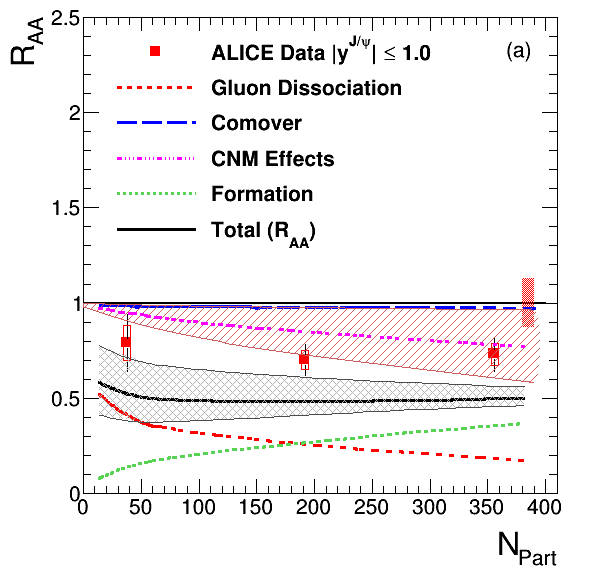 R_AA
2.5
2
1.5
1
0.5
0
ALICE Data |y^J/ψ| ≤ 1.0
(a)
Gluon Dissociation
Comover
CNM Effects
Formation
Total (R_AA)
0 50 100 150 200 250 300 350 400
N_Part